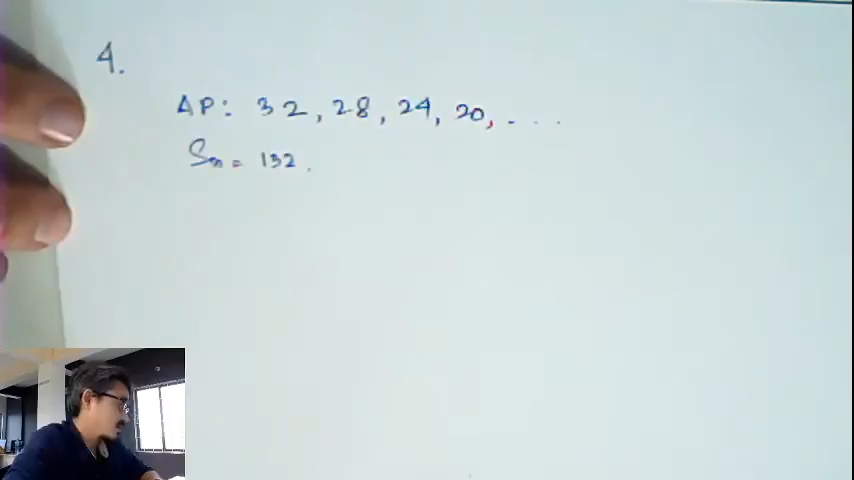 4.
AP: 32, 28, 24, 20, . . .
Sn = 132.